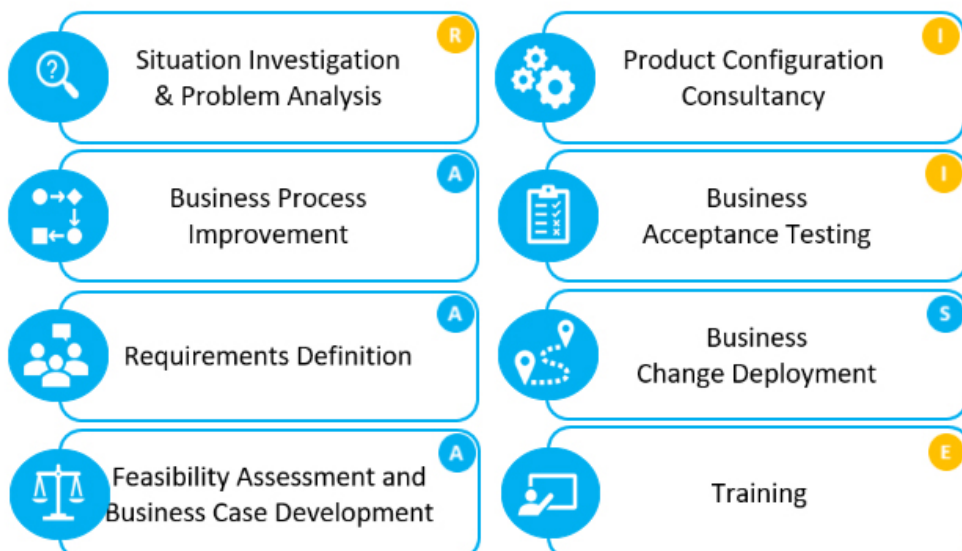 R
Situation Investigation
& Problem Analysis
A
Business Process
Improvement
A
Requirements Definition
A
Feasibility Assessment and
Business Case Development
I
Product Configuration
Consultancy
I
Business
Acceptance Testing
S
Business
Change Deployment
E
Training